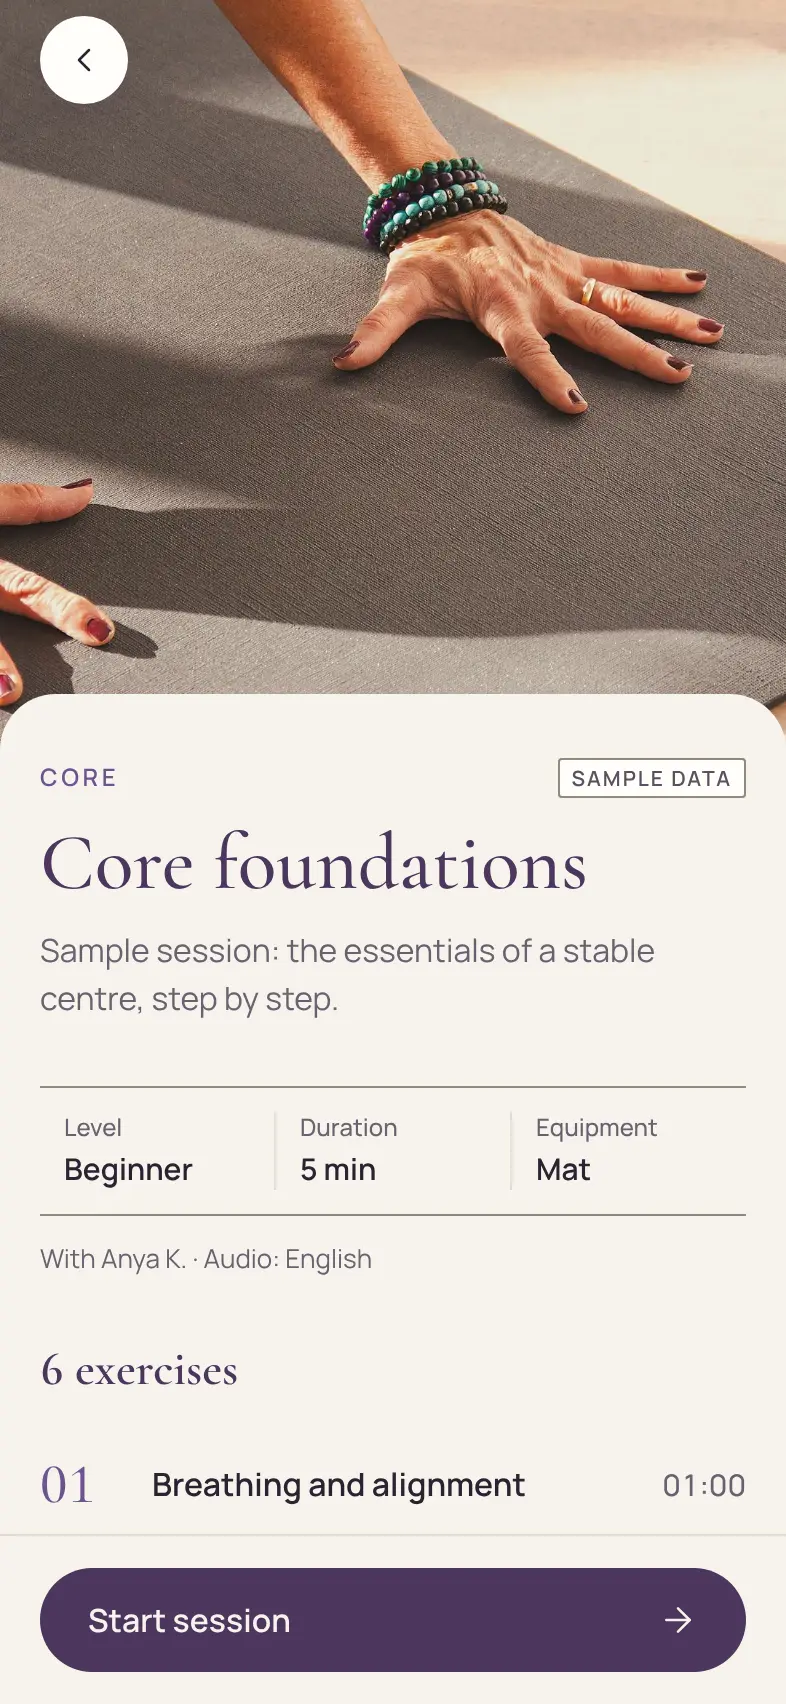 CORE
SAMPLE DATA
Core foundations
Sample session: the essentials of a stable
centre, step by step.
Level
Duration
Equipment
Beginner
5 min
Mat
With Anya K. · Audio: English
6 exercises
01 Breathing and alignment 01:00
Start session